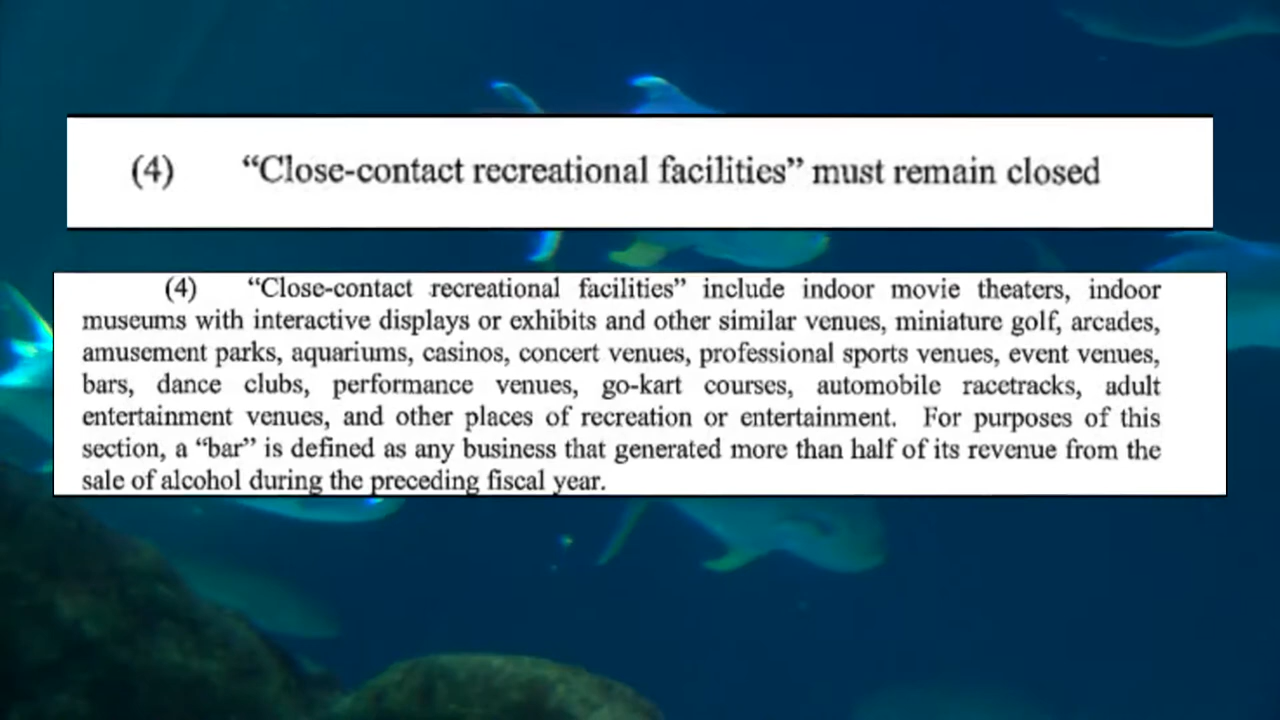 (4) “Close-contact recreational facilities” must remain closed
(4) “Close-contact recreational facilities” include indoor movie theaters, indoor
museums with interactive displays or exhibits and other similar venues, miniature golf, arcades,
amusement parks, aquariums, casinos, concert venues, professional sports venues, event venues,
bars, dance clubs, performance venues, go-kart courses, automobile racetracks, adult
entertainment venues, and other places of recreation or entertainment. For purposes of this
section, a “bar” is defined as any business that generated more than half of its revenue from the
sale of alcohol during the preceding fiscal year.